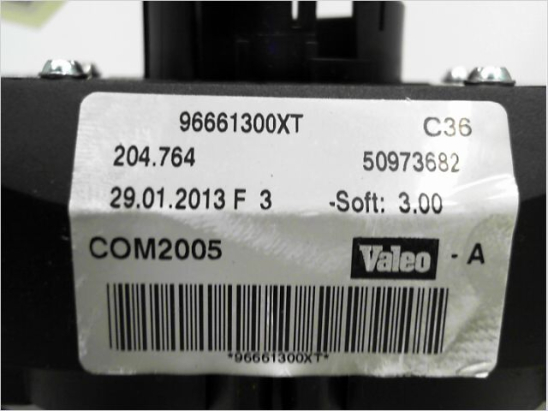 96661300XT C36
204.764 50973682
29.01.2013 F 3 -Soft: 3.00
COM2005 Valeo - A
*96661300XT*